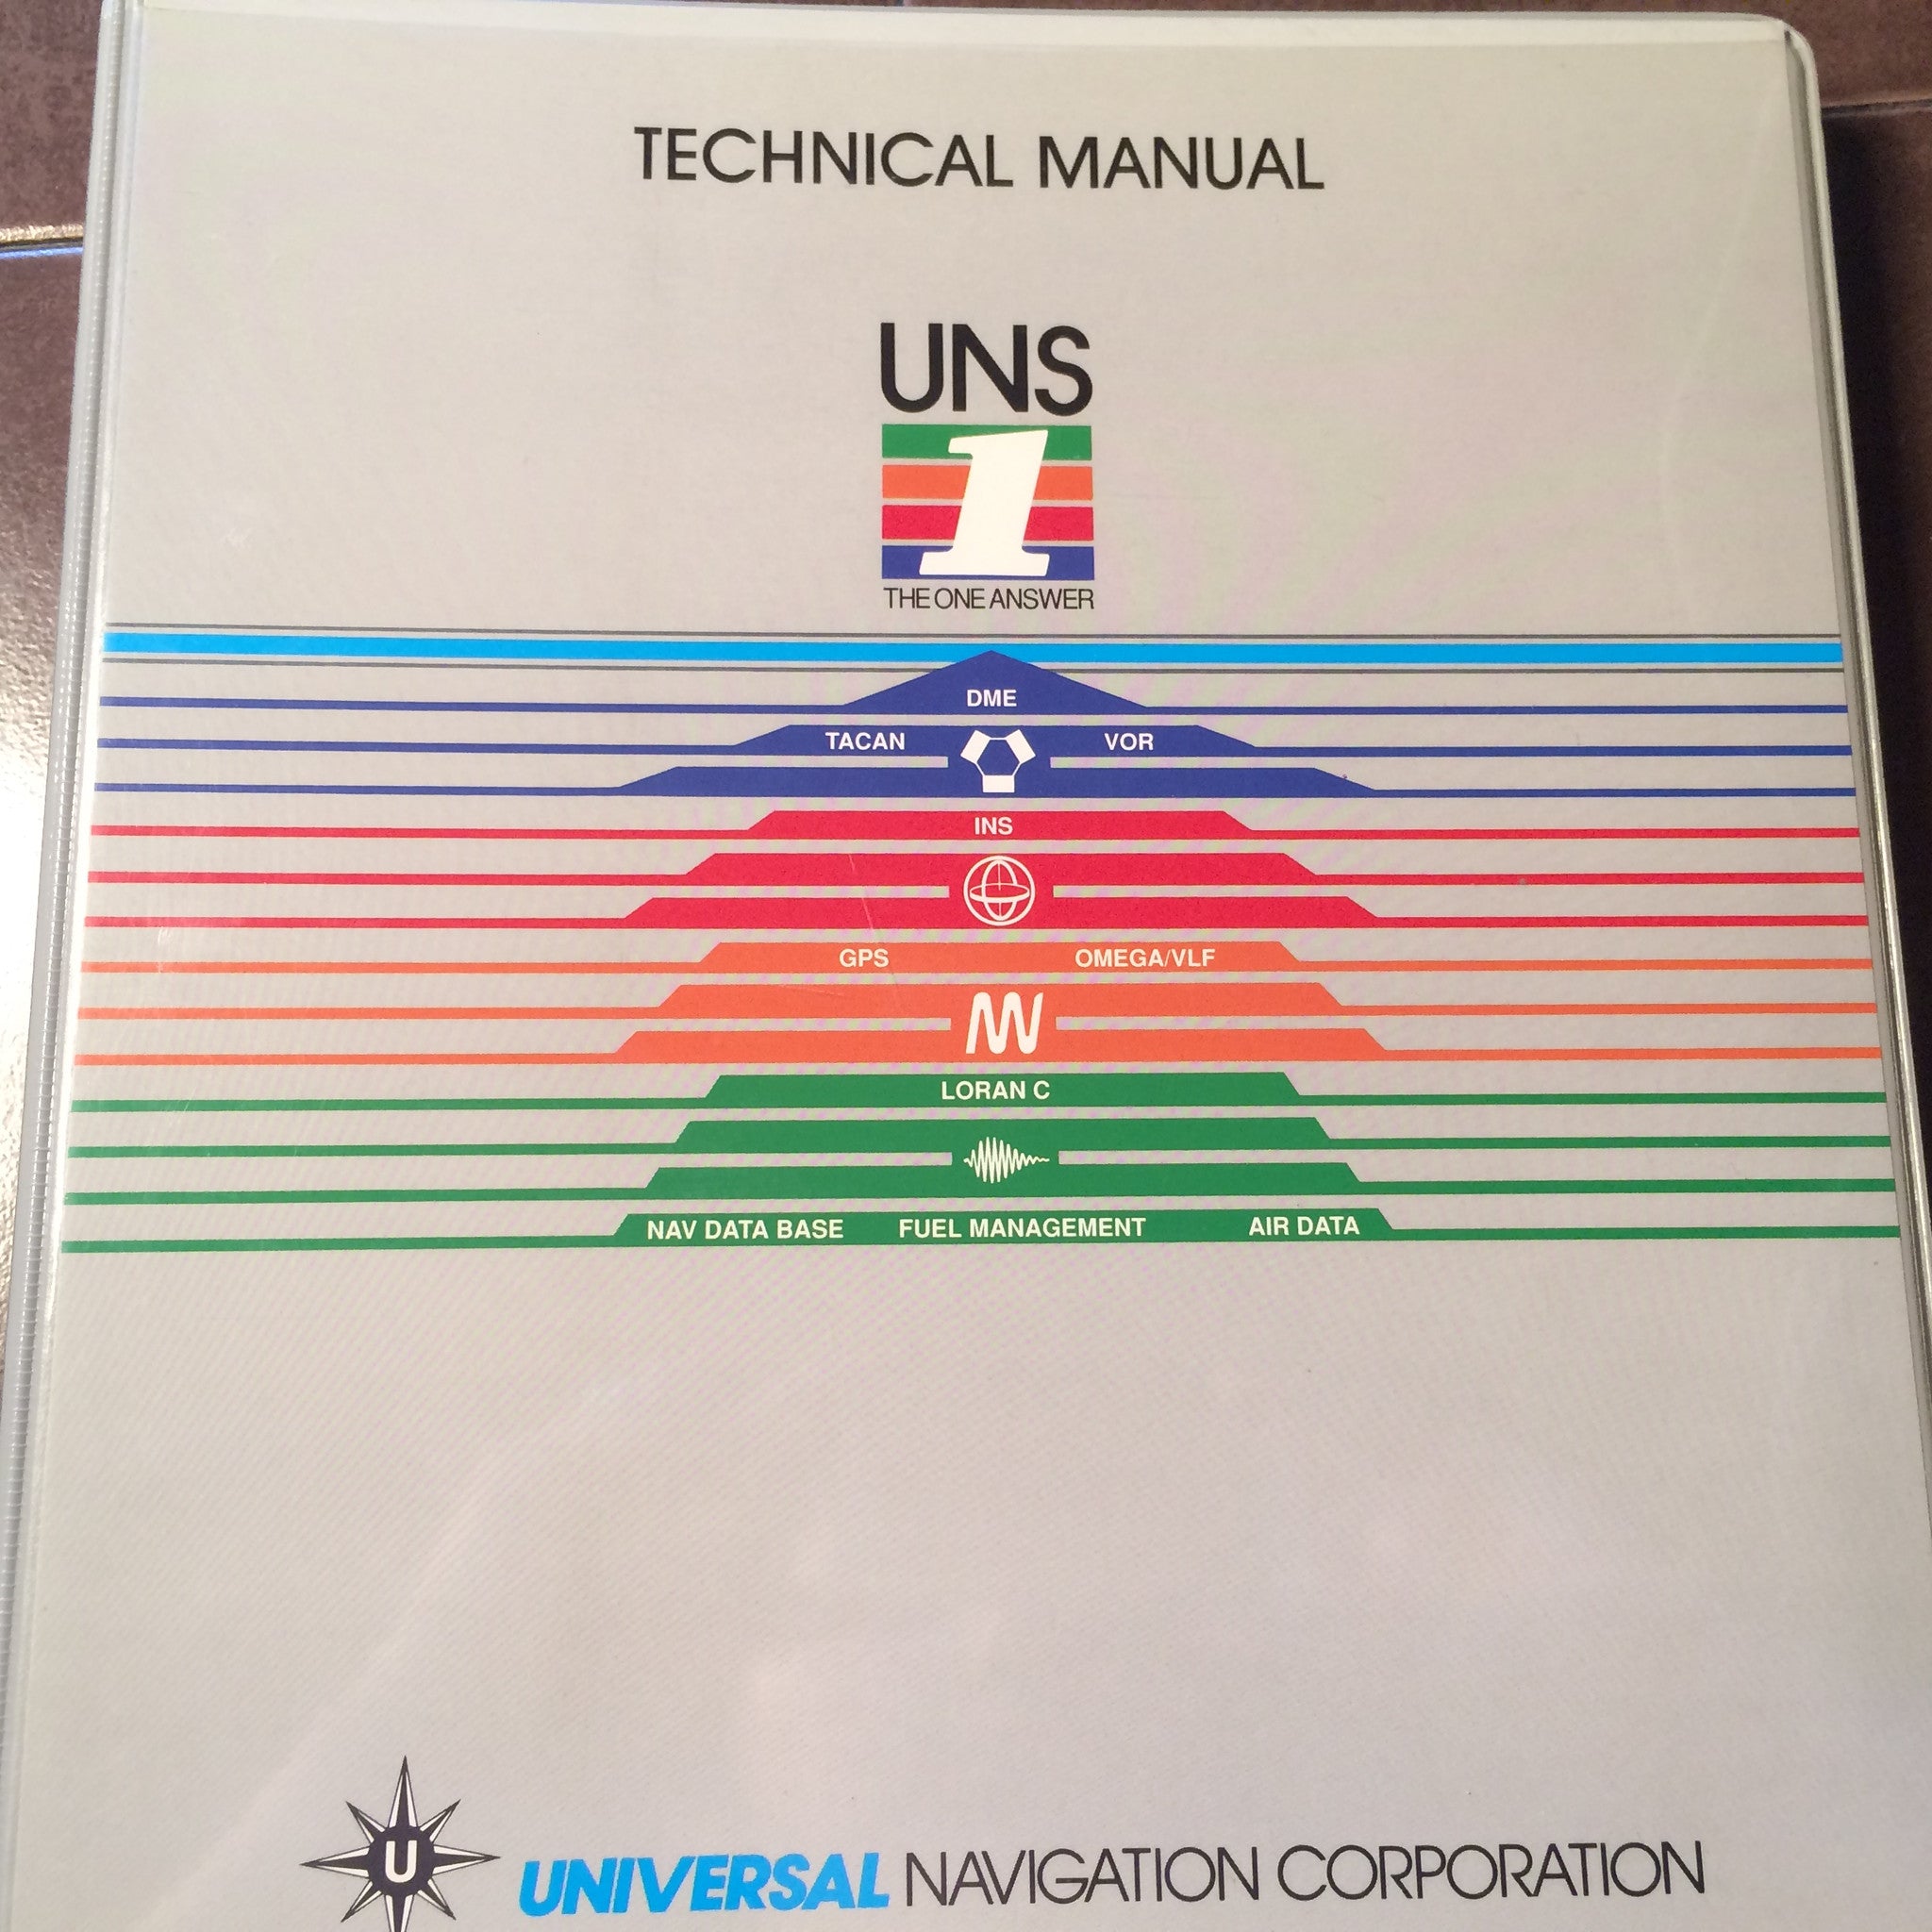 TECHNICAL MANUAL
UNS
1
THE ONE ANSWER
DME
TACAN VOR
INS
GPS OMEGA/VLF
LORAN C
NAV DATA BASE FUEL MANAGEMENT AIR DATA
U
UNIVERSAL NAVIGATION CORPORATION